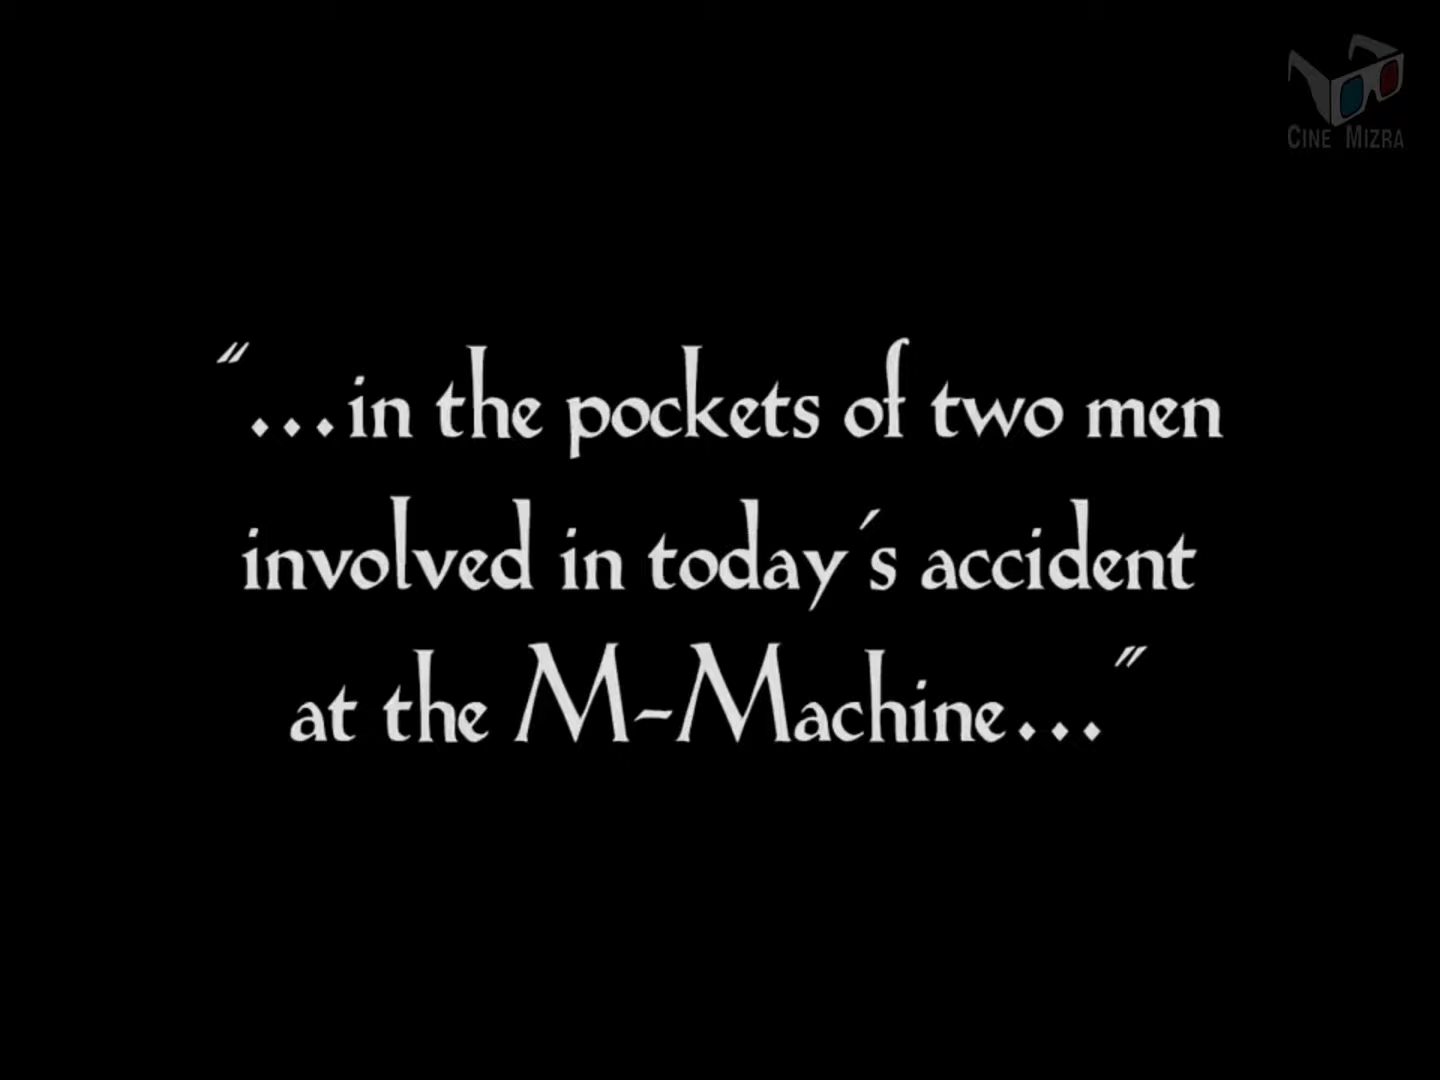 CINE MIZRA
"...in the pockets of two men
involved in today's accident
at the M-Machine..."